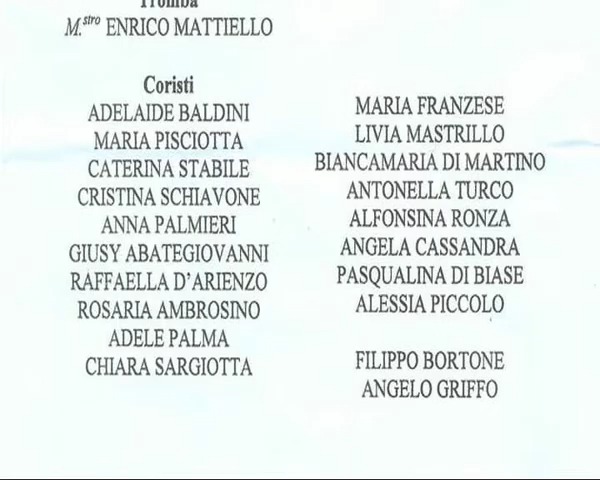 Tromba
M.stro ENRICO MATTIELLO
Coristi
ADELAIDE BALDINI
MARIA PISCIOTTA
CATERINA STABILE
CRISTINA SCHIAVONE
ANNA PALMIERI
GIUSY ABATEGIOVANNI
RAFFAELLA D'ARIENZO
ROSARIA AMBROSINO
ADELE PALMA
CHIARA SARGIOTTA
MARIA FRANZESE
LIVIA MASTRILLO
BIANCAMARIA DI MARTINO
ANTONELLA TURCO
ALFONSINA RONZA
ANGELA CASSANDRA
PASQUALINA DI BIASE
ALESSIA PICCOLO
FILIPPO BORTONE
ANGELO GRIFFO